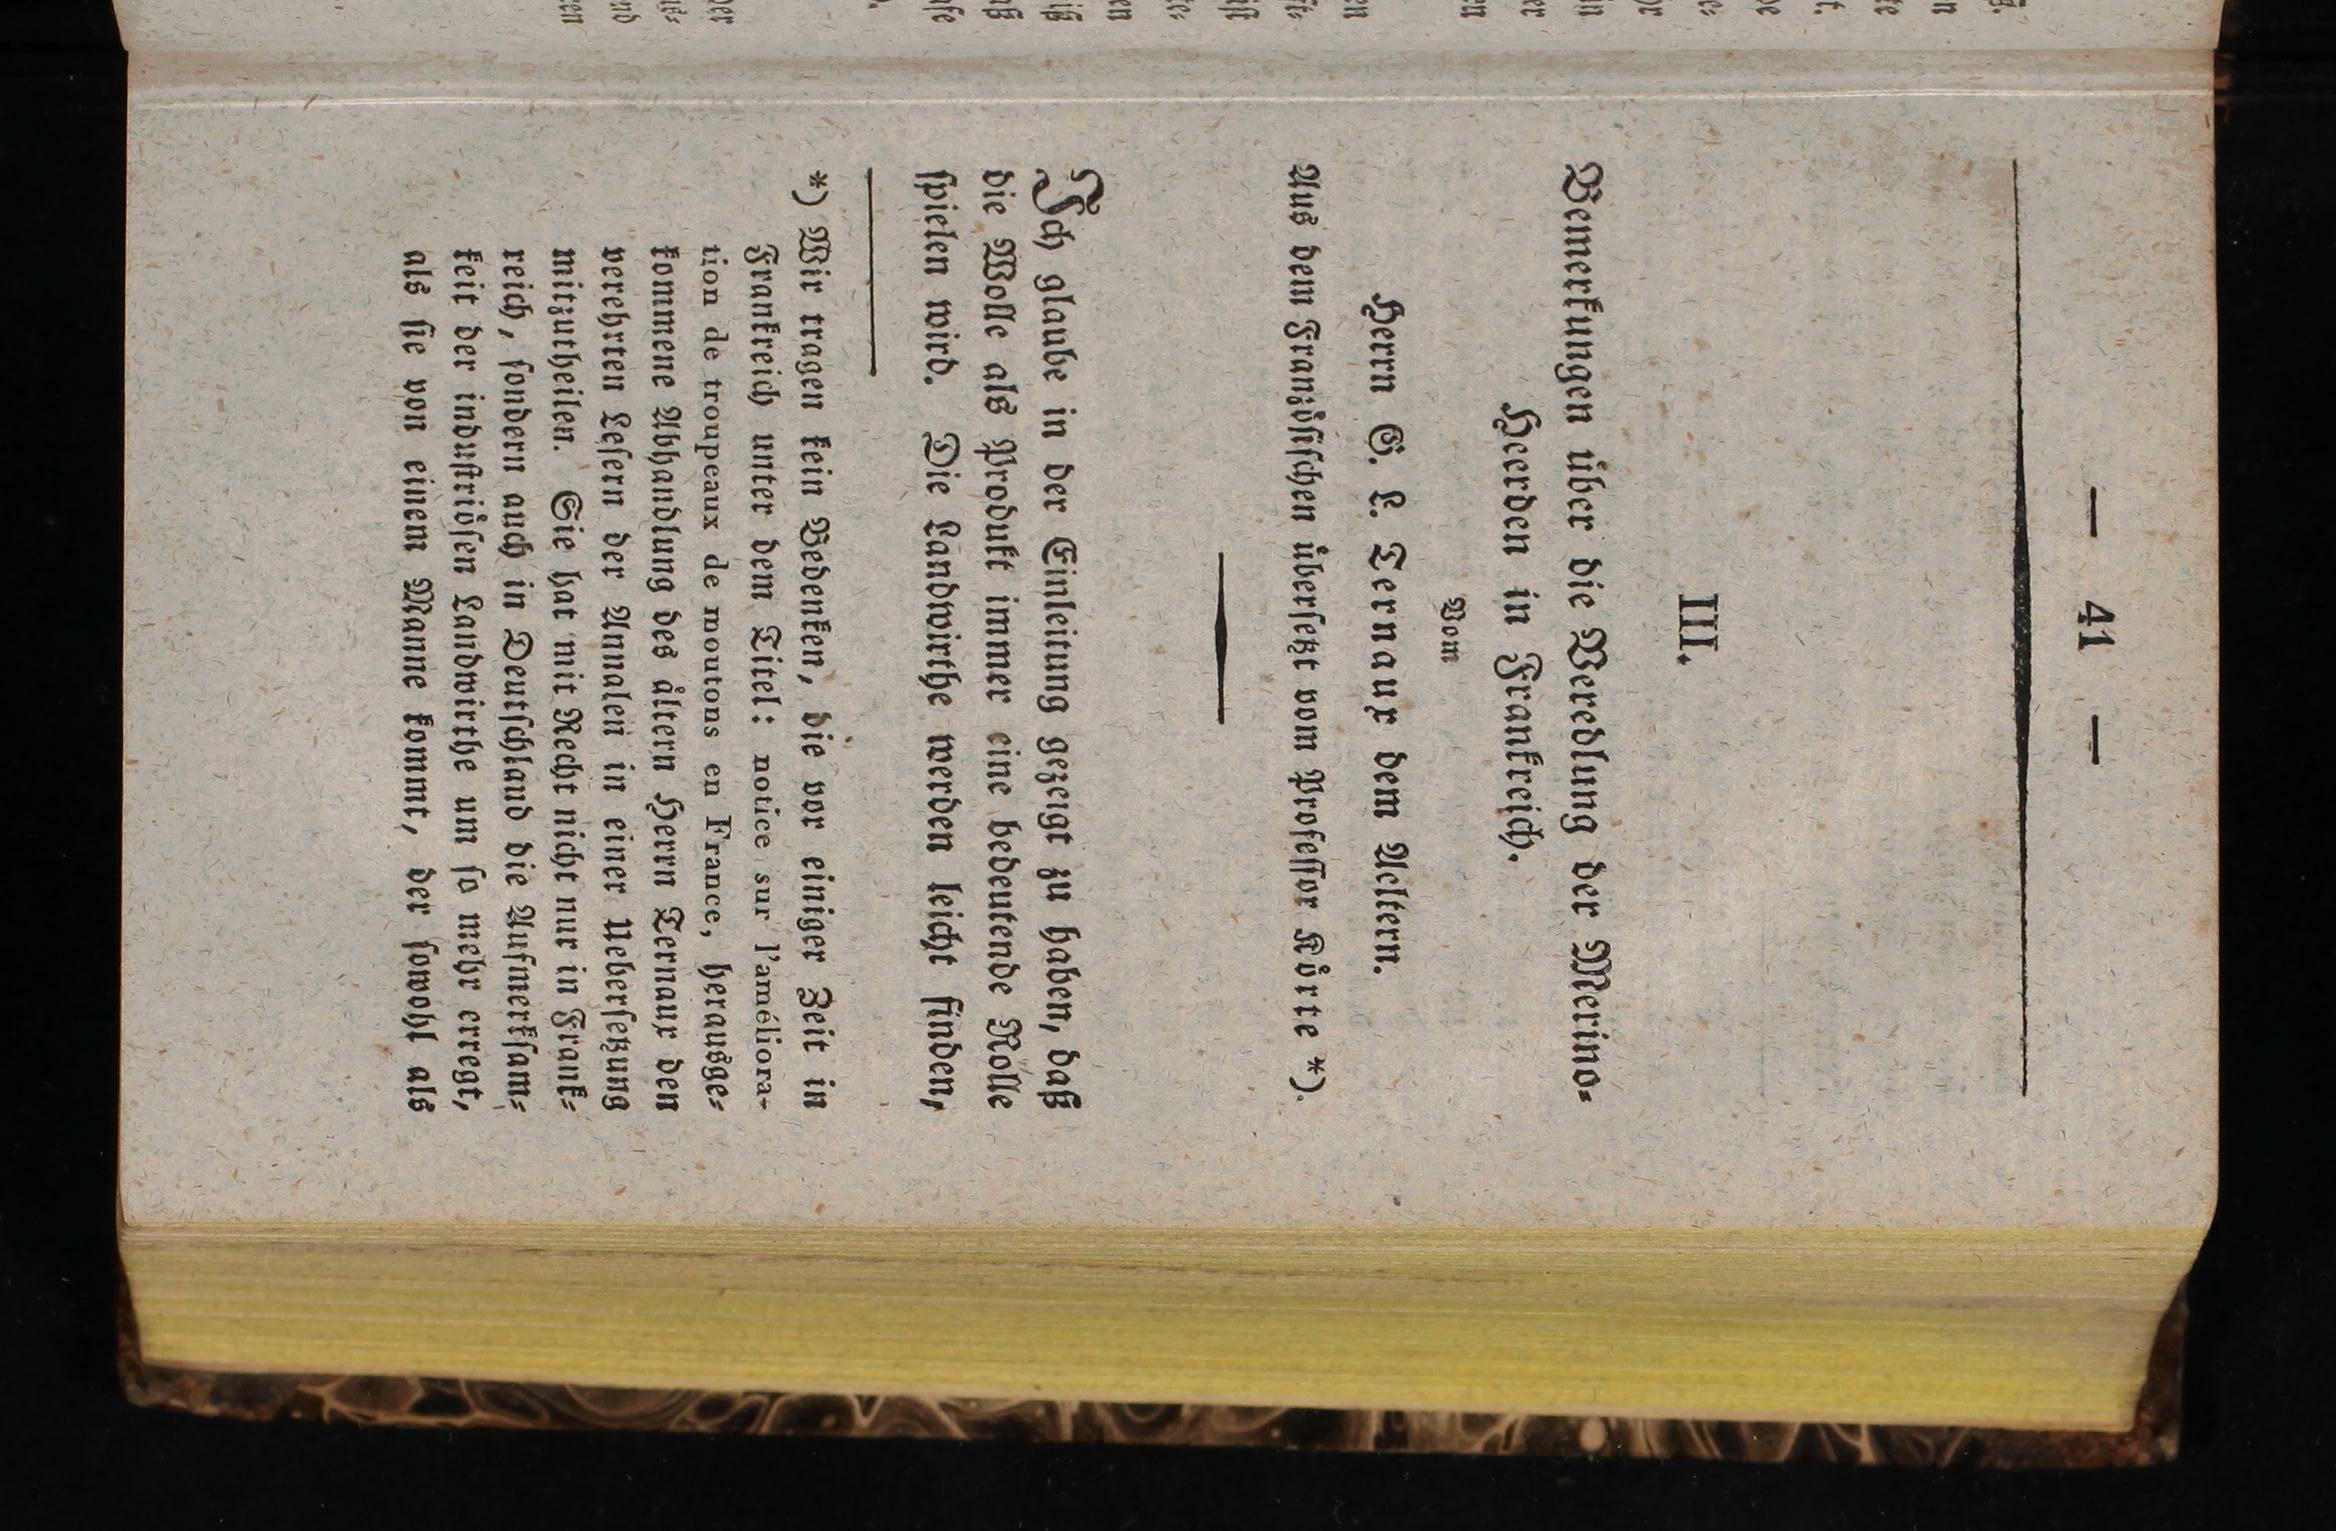 — 41 —
III.
Bemerkungen über die Veredlung der Merino-
Heerden in Frankreich.
Vom
Herrn G. L. Ternaux dem Aeltern.
Aus dem Französischen übersetzt vom Professor Körte *).
Ich glaube in der Einleitung gezeigt zu haben, daß
die Wolle als Produkt immer eine bedeutende Rolle
spielen wird. Die Landwirthe werden leicht finden,
*) Wir tragen kein Bedenken, die vor einiger Zeit in
Frankreich unter dem Titel: notice sur l'améliora-
tion de troupeaux de moutons en France, herausge-
kommene Abhandlung des ältern Herrn Ternaux den
verehrten Lesern der Annalen in einer Uebersetzung
mitzutheilen. Sie hat mit Recht nicht nur in Frank-
reich, sondern auch in Deutschland die Aufmerksam-
keit der industriösen Landwirthe um so mehr erregt,
als sie von einem Manne kommt, der sowohl als